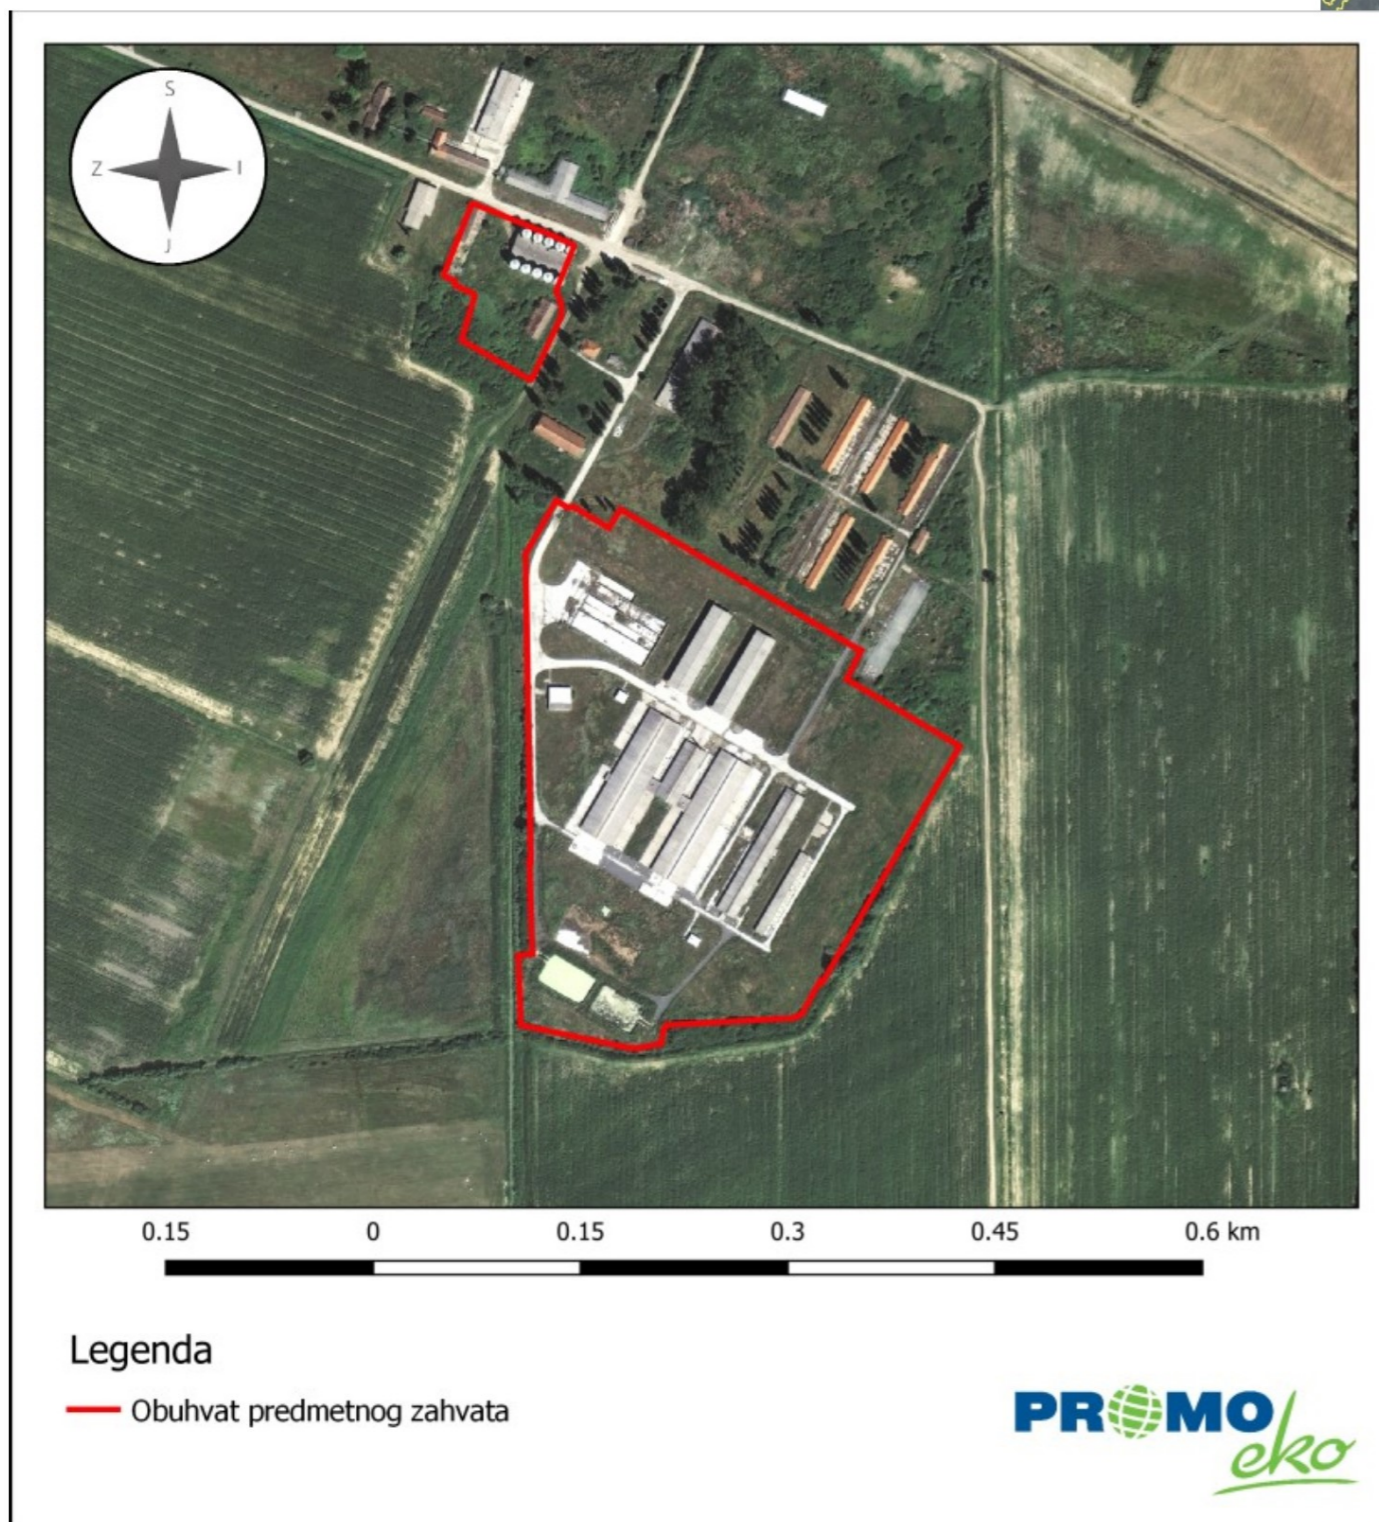 S
Z
I
J
0.15 0 0.15 0.3 0.45 0.6 km
Legenda
Obuhvat predmetnog zahvata
PROMO
eko